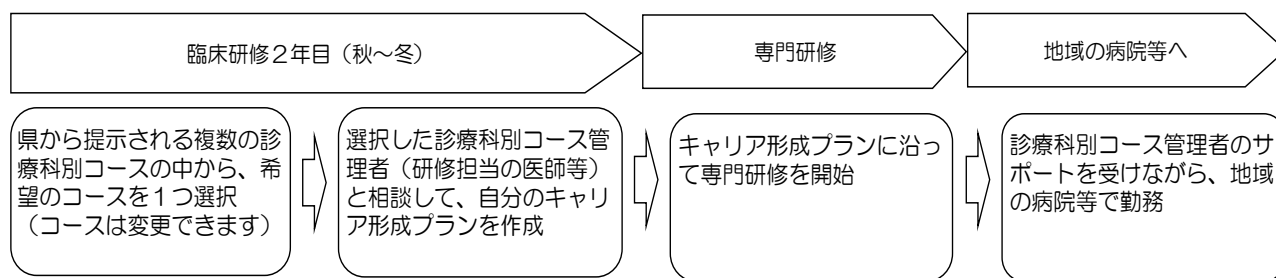 臨床研修２年目（秋～冬）
専門研修
地域の病院等へ
県から提示される複数の診
療科別コースの中から、希
望のコースを１つ選択
（コースは変更できます）
選択した診療科別コース管
理者（研修担当の医師等）
と相談して、自分のキャリ
ア形成プランを作成
キャリア形成プランに沿っ
て専門研修を開始
診療科別コース管理者のサ
ポートを受けながら、地域
の病院等で勤務